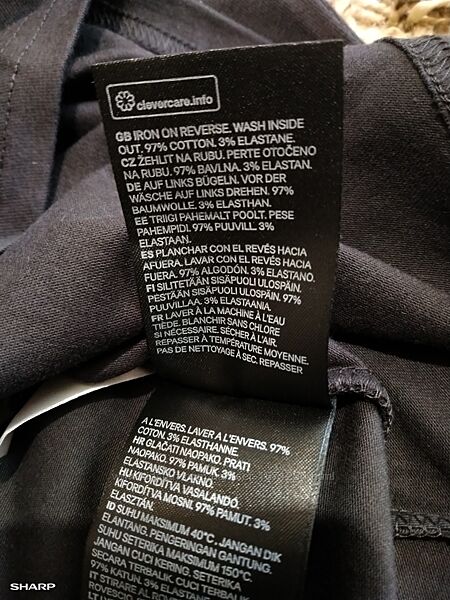 clevercare.info
GB IRON ON REVERSE. WASH INSIDE
OUT. 97% COTTON. 3% ELASTANE.
CZ ŽEHLIT NA RUBU. PERTE OTOČENO
NA RUBU. 97% BAVLNA. 3% ELASTAN.
DE AUF LINKS BÜGELN. VOR DER
WÄSCHE AUF LINKS DREHEN. 97%
BAUMWOLLE. 3% ELASTHAN.
EE TRIIGI PAHEMALT POOLT. PESE
PAHEMPIDI. 97% PUUVILL. 3%
ELASTAAN.
ES PLANCHAR CON EL REVÉS HACIA
AFUERA. LAVAR CON EL REVÉS HACIA
FUERA. 97% ALGODÓN. 3% ELASTANO.
FI SILITETÄÄN SISÄPUOLI ULOSPÄIN.
PESTÄÄN SISÄPUOLI ULOSPÄIN. 97%
PUUVILLAA. 3% ELASTAANIA.
FR LAVER À LA MACHINE À L'EAU
TIÈDE. BLANCHIR SANS CHLORE
SI NÉCESSAIRE. SÉCHER À L'AIR.
REPASSER À TEMPÉRATURE MOYENNE.
PAS DE NETTOYAGE À SEC. REPASSER
A L'ENVERS. LAVER A L'ENVERS. 97%
COTON. 3% ELASTHANNE.
HR GLAČATI NAOPAKO. PRATI
NAOPAKO. 97% PAMUK. 3%
ELASTANSKO VLAKNO.
HU KIFORDÍTVA VASALANDÓ.
KIFORDÍTVA MOSNI. 97% PAMUT. 3%
ELASZTÁN.
ID SUHU MAKSIMUM 40°C. JANGAN DIK
ELANTANG. PENGERINGAN GANTUNG.
SUHU SETERIKA MAKSIMUM 150°C.
JANGAN CUCI KERING. SETERIKA
SECARA TERBALIK. CUCI TERBALIK
97% KATUN. 3% ELASTANE
IT STIRARE AL ROVE
SHARP